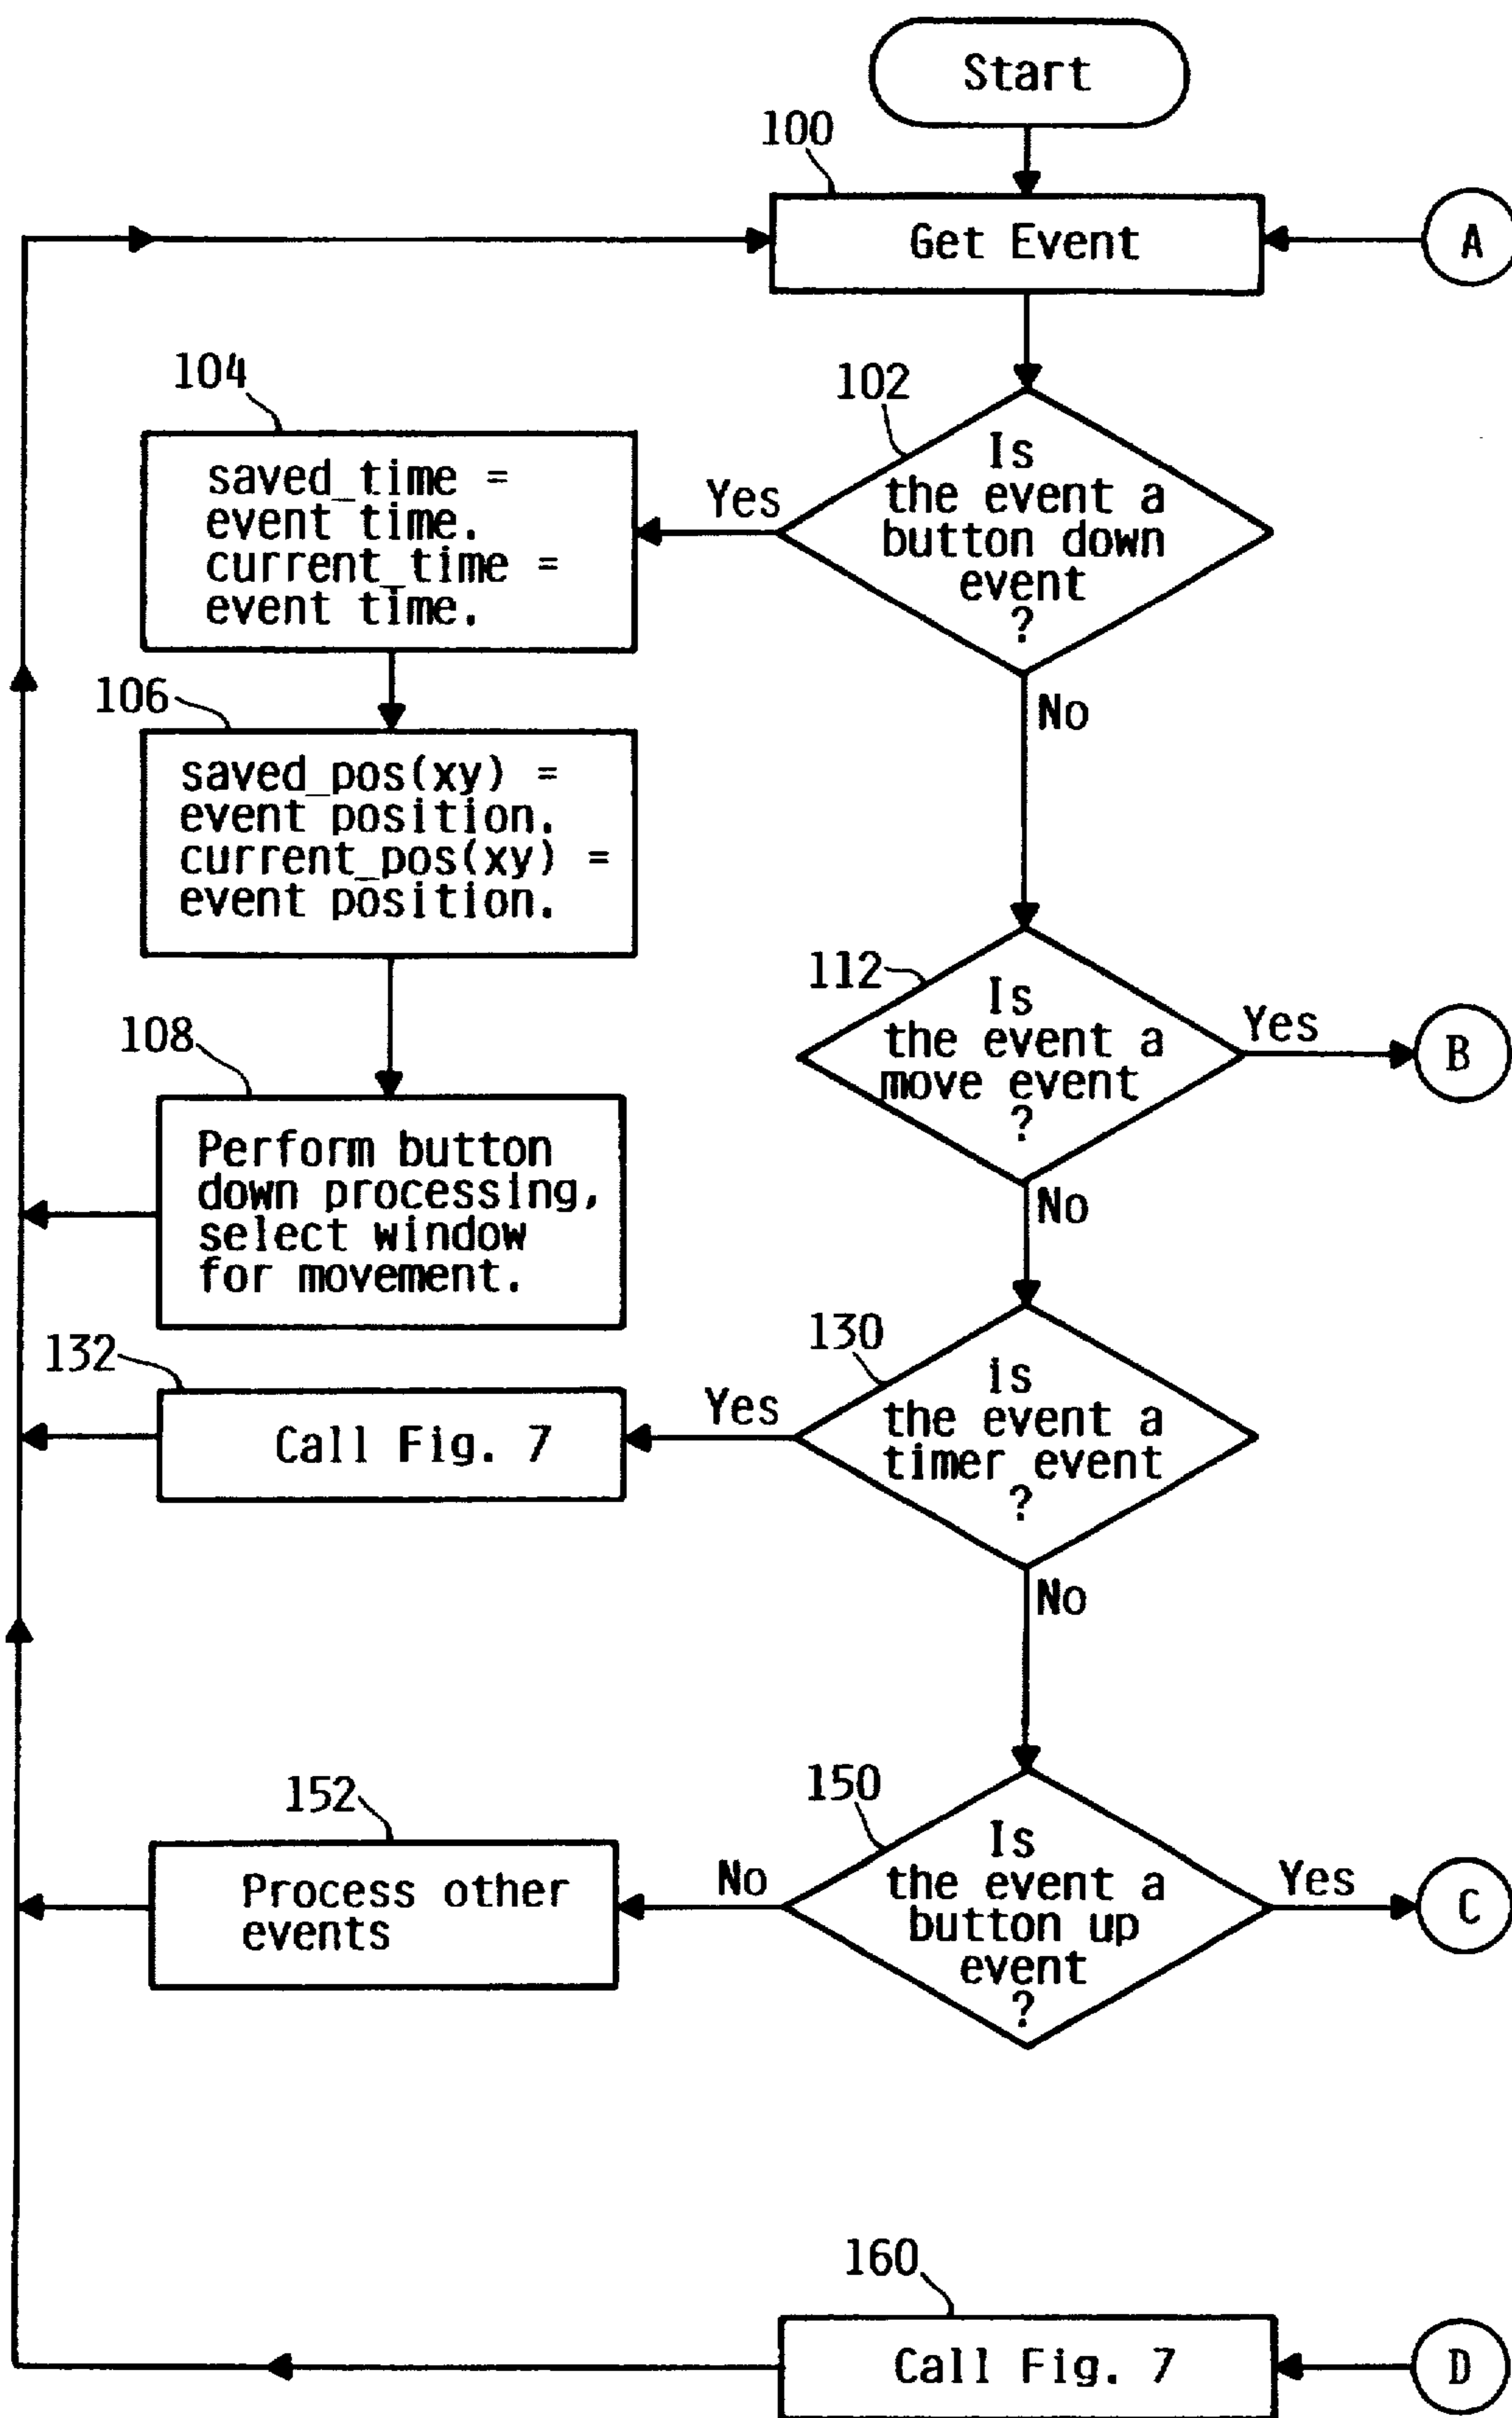 Start
100
Get Event
A
104
102
saved_time =
event time.
current_time =
event time.
Yes
Is
the event a
button down
event
?
No
106
saved_pos(xy) =
event position.
current_pos(xy) =
event position.
112
Is
the event a
move event
?
Yes
B
No
108
Perform button
down processing,
select window
for movement.
132
Call Fig. 7
130
Yes
is
the event a
timer event
?
No
152
Process other
events
150
No
Is
the event a
button up
event
?
Yes
C
160
Call Fig. 7
D